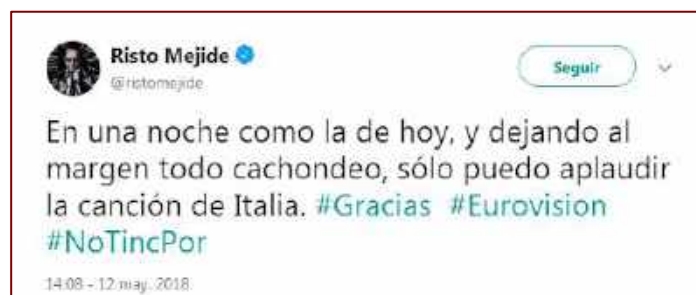 Risto Mejide
@ristomejide
Seguir
En una noche como la de hoy, y dejando al
margen todo cachondeo, sólo puedo aplaudir
la canción de Italia. #Gracias #Eurovision
#NoTincPor
14:08 - 12 may. 2018